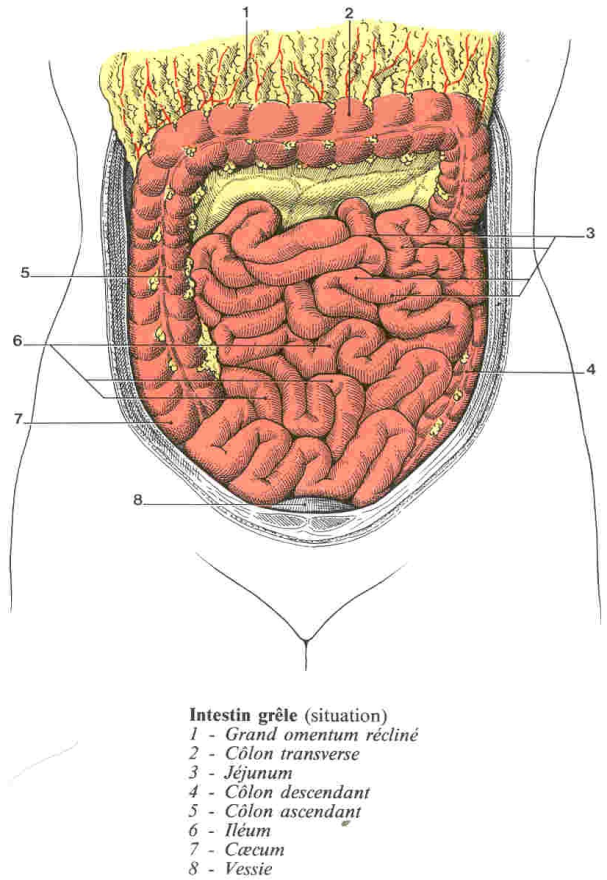 1
2
3
5
6
4
7
8
Intestin grêle (situation)
1 - Grand omentum récliné
2 - Côlon transverse
3 - Jéjunum
4 - Côlon descendant
5 - Côlon ascendant
6 - Iléum
7 - Cæcum
8 - Vessie